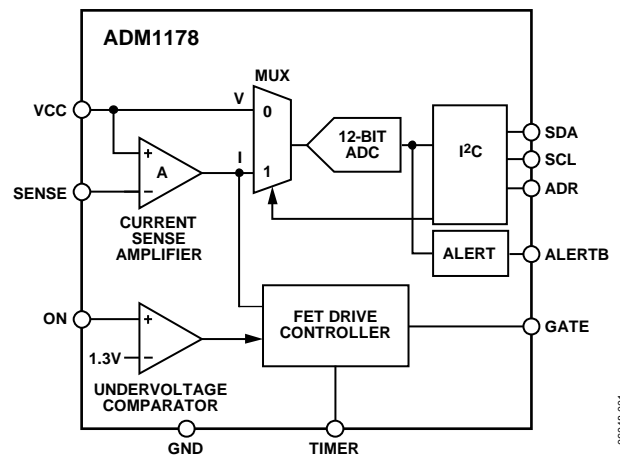 ADM1178
MUX
VCC
V
0
12-BIT
ADC
I²C
SDA
SCL
ADR
+
A
−
I
1
SENSE
CURRENT
SENSE
AMPLIFIER
ALERT
ALERTB
ON
+
1.3V
−
FET DRIVE
CONTROLLER
GATE
UNDERVOLTAGE
COMPARATOR
GND
TIMER